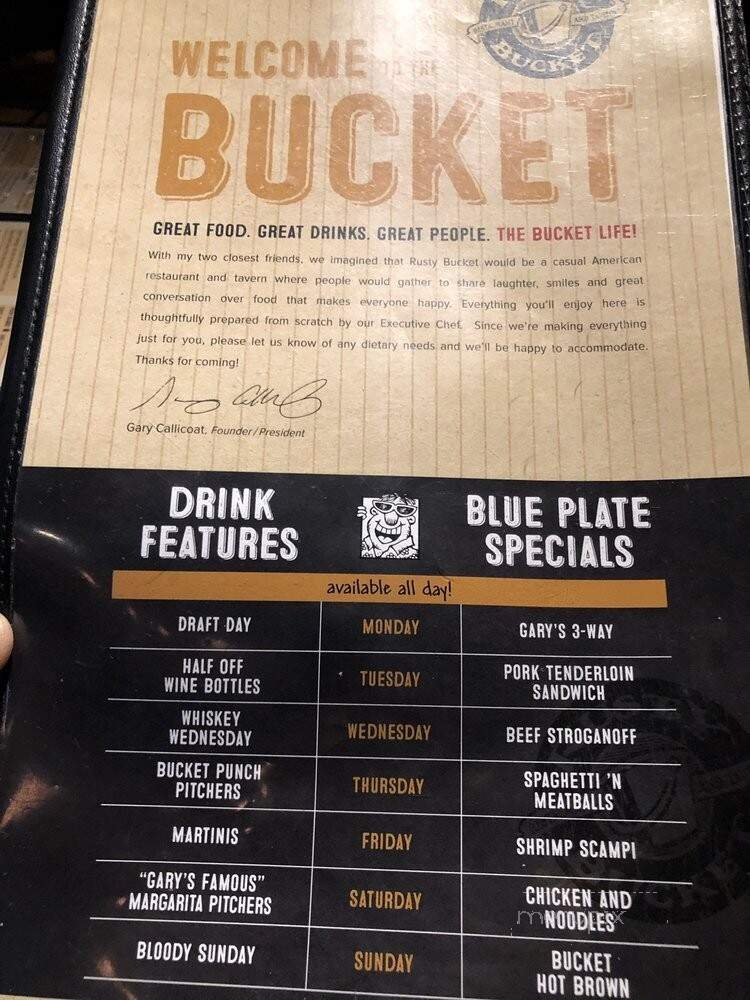 BUCKET
WELCOME TO THE
BUCKET
GREAT FOOD. GREAT DRINKS. GREAT PEOPLE. THE BUCKET LIFE!
With my two closest friends, we imagined that Rusty Bucket would be a casual American
restaurant and tavern where people would gather to share laughter, smiles and great
conversation over food that makes everyone happy. Everything you'll enjoy here is
thoughtfully prepared from scratch by our Executive Chef. Since we're making everything
just for you, please let us know of any dietary needs and we'll be happy to accommodate.
Thanks for coming!
Gary Callicoat, Founder/President
DRINK
FEATURES
BLUE PLATE
SPECIALS
available all day!
DRAFT DAY MONDAY GARY'S 3-WAY
HALF OFF
WINE BOTTLES
TUESDAY
PORK TENDERLOIN
SANDWICH
WHISKEY
WEDNESDAY
WEDNESDAY
BEEF STROGANOFF
BUCKET PUNCH
PITCHERS
THURSDAY
SPAGHETTI 'N
MEATBALLS
MARTINIS FRIDAY SHRIMP SCAMPI
"GARY'S FAMOUS"
MARGARITA PITCHERS
SATURDAY
CHICKEN AND
NOODLES
BLOODY SUNDAY
SUNDAY
BUCKET
HOT BROWN